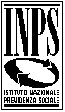 INPS
ISTITUTO NAZIONALE
PREVIDENZA SOCIALE